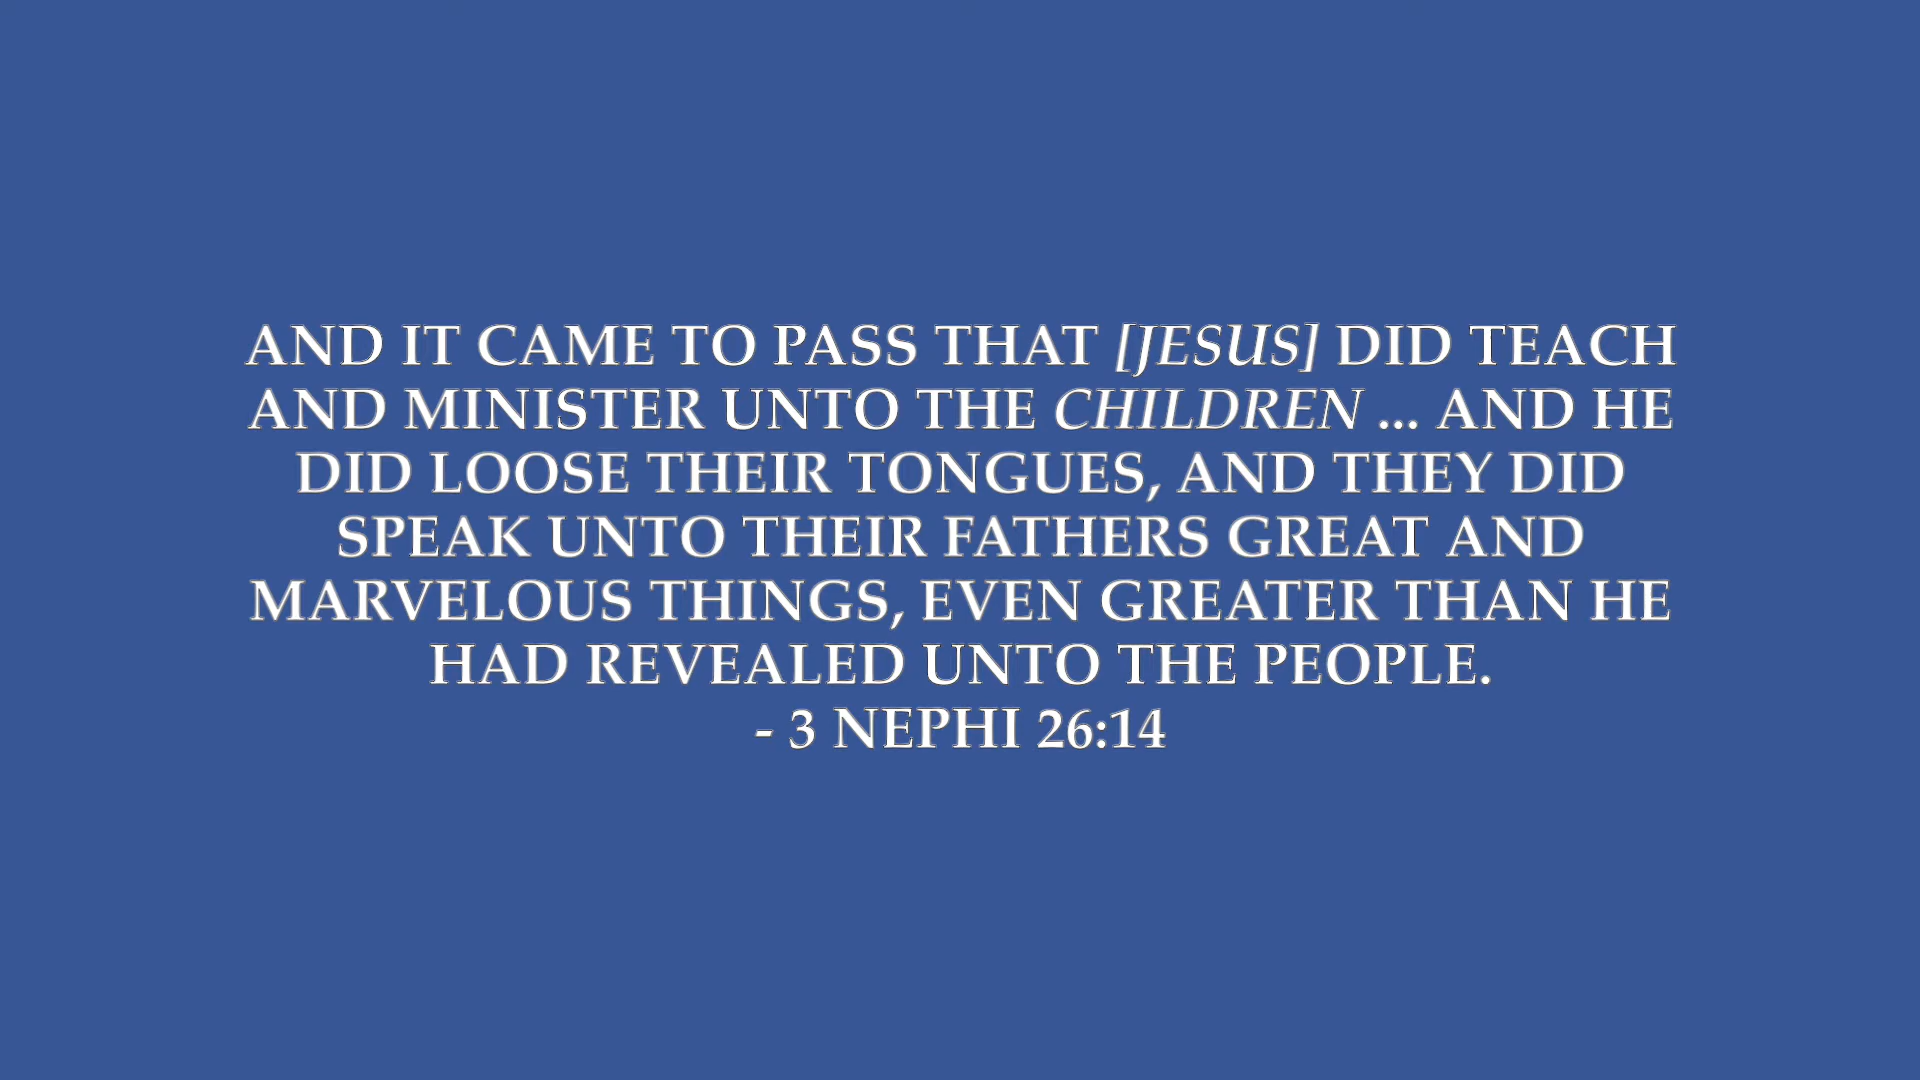 AND IT CAME TO PASS THAT [JESUS] DID TEACH
AND MINISTER UNTO THE CHILDREN ... AND HE
DID LOOSE THEIR TONGUES, AND THEY DID
SPEAK UNTO THEIR FATHERS GREAT AND
MARVELOUS THINGS, EVEN GREATER THAN HE
HAD REVEALED UNTO THE PEOPLE.
- 3 NEPHI 26:14